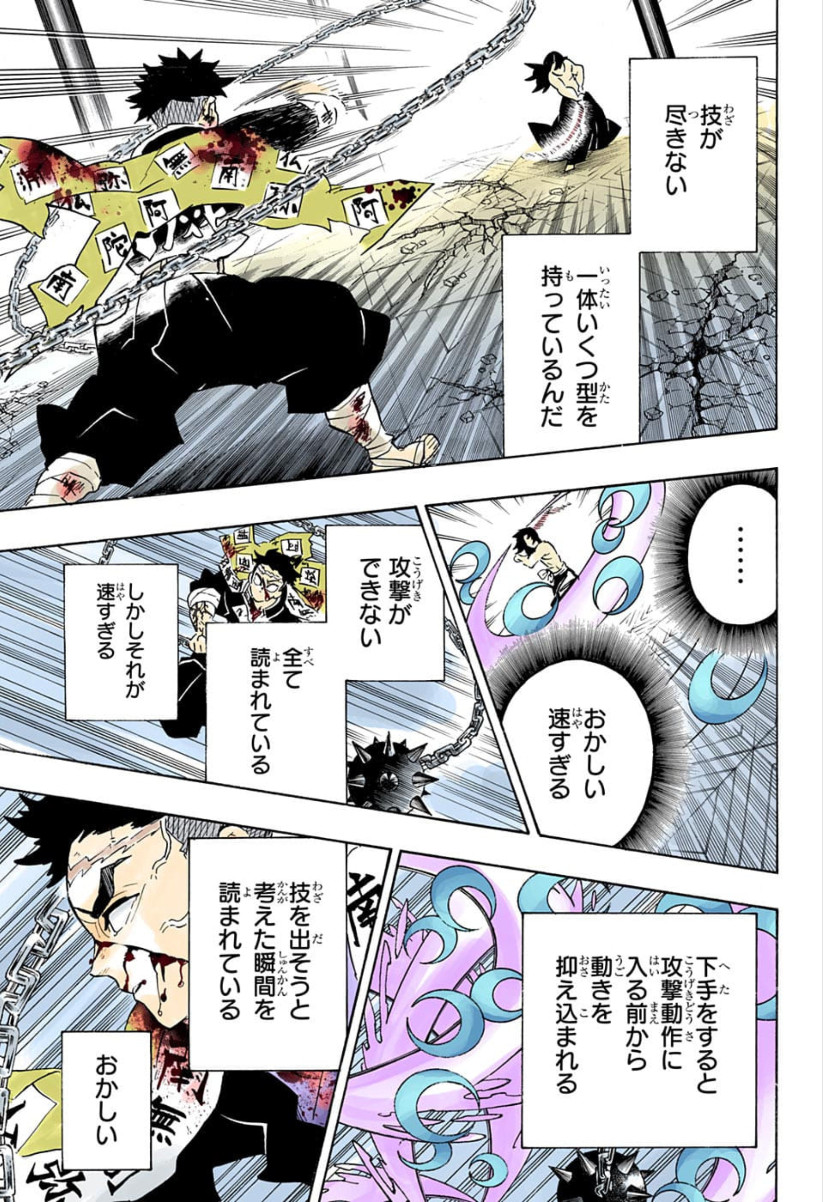 技が
尽きない
一体いくつ型を
持っているんだ
……
おかしい
速すぎる
攻撃が
できない
全て
読まれている
しかしそれが
速すぎる
下手をすると
攻撃動作に
入る前から
動きを
抑え込まれる
技を出そうと
考えた瞬間を
読まれている
おかしい